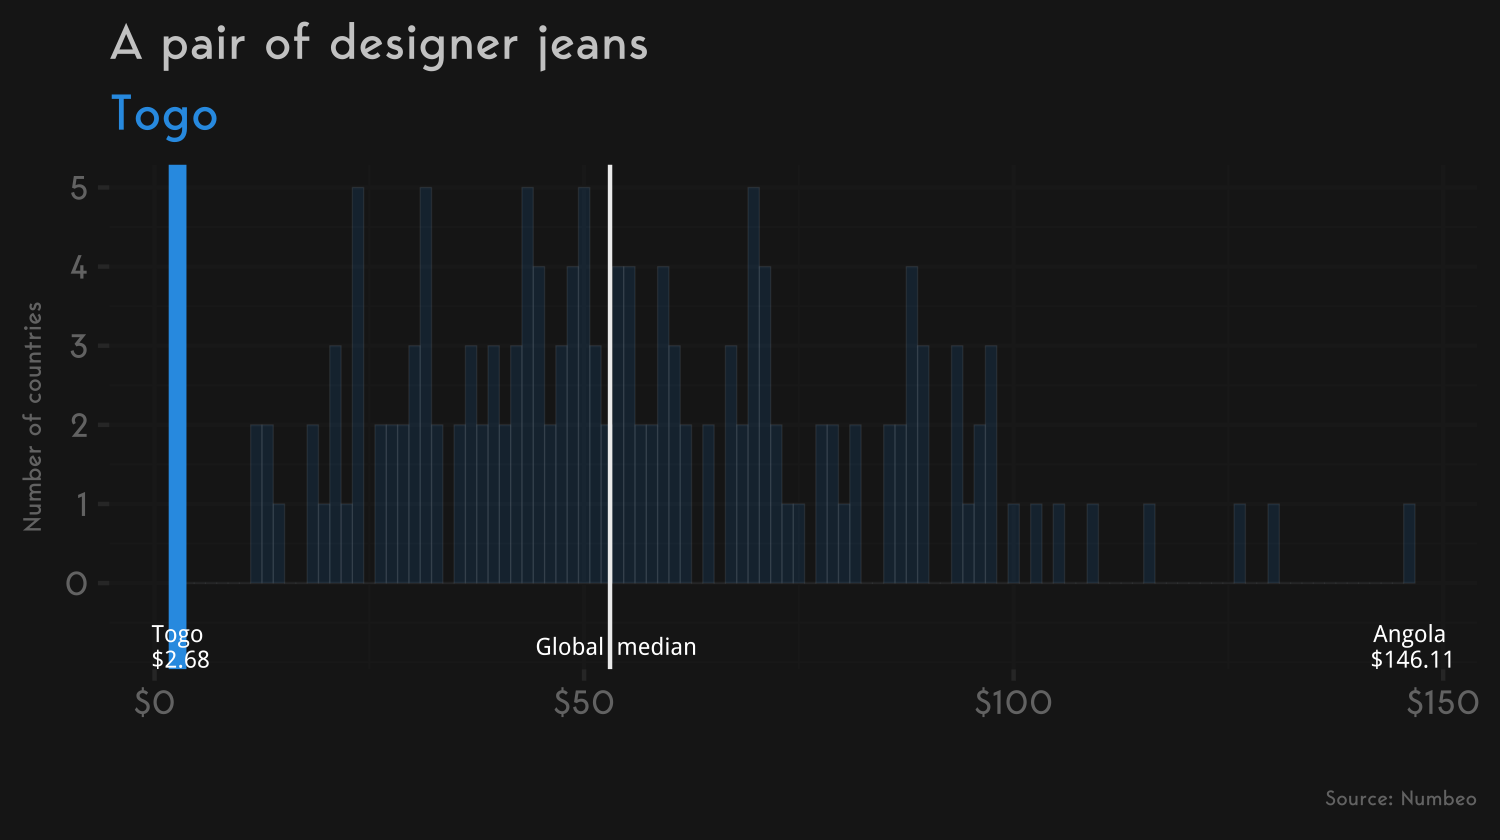 A pair of designer jeans
Togo
Number of countries
5
4
3
2
1
0
Togo
$2.68
Global median
Angola
$146.11
$0
$50
$100
$150
Source: Numbeo